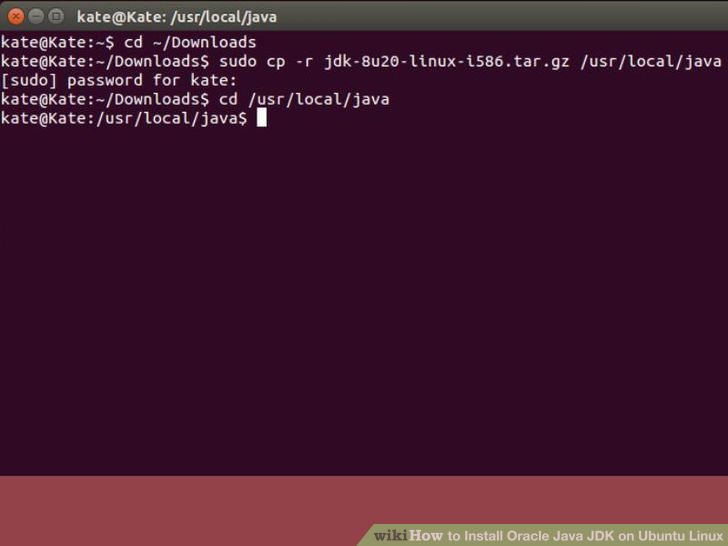 kate@Kate: /usr/local/java
kate@Kate:~$ cd ~/Downloads
kate@Kate:~/Downloads$ sudo cp -r jdk-8u20-linux-i586.tar.gz /usr/local/java
[sudo] password for kate:
kate@Kate:~/Downloads$ cd /usr/local/java
kate@Kate:/usr/local/java$
wikiHow to Install Oracle Java JDK on Ubuntu Linux